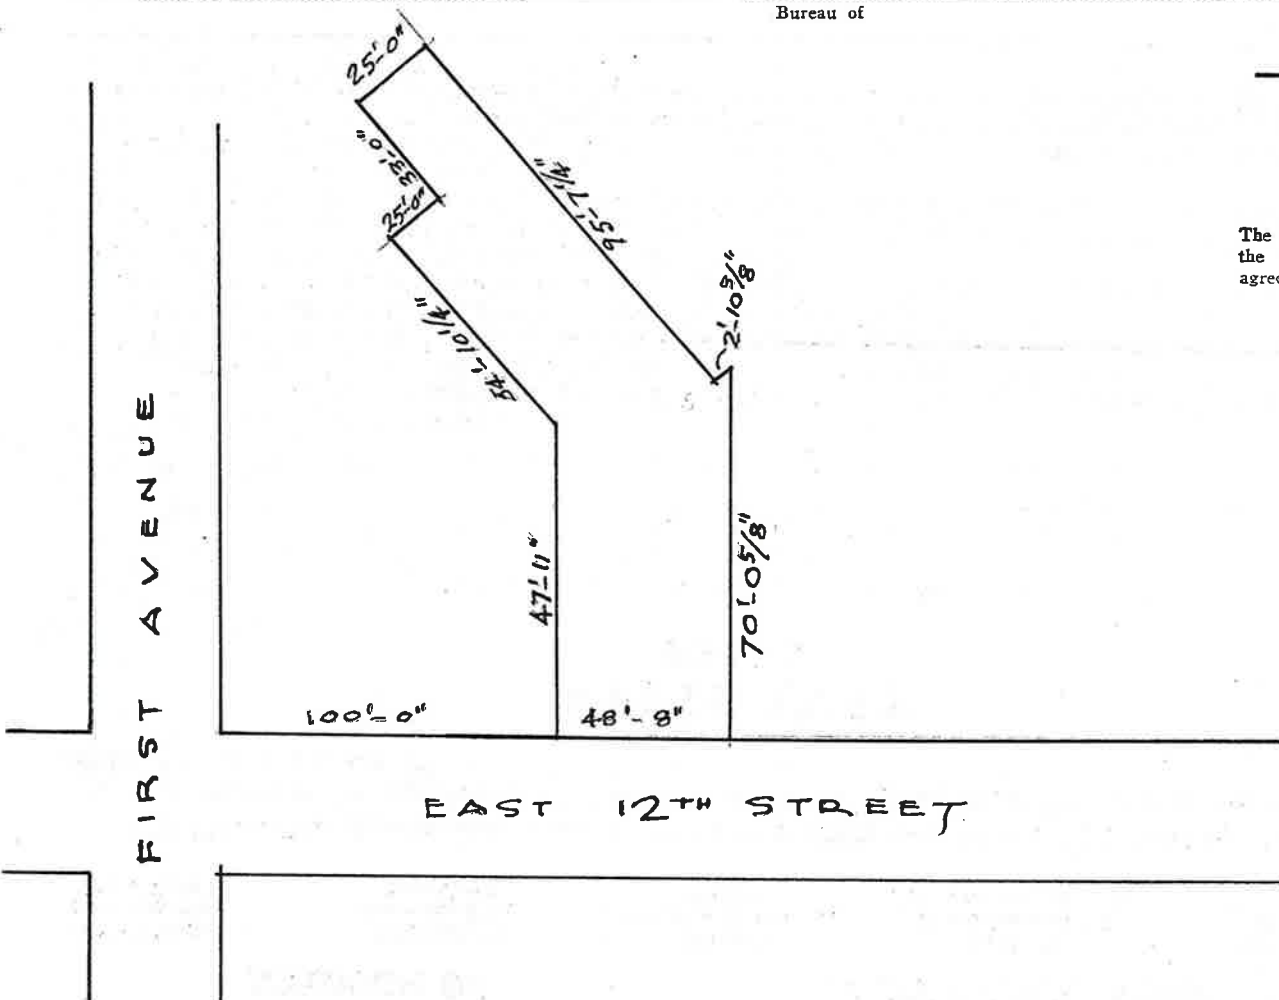 Bureau of
25'-0"
33'-0"
25'-0"
95'-7 1/4"
2'-10 5/8"
The
the
agree
54'-10 1/4"
FIRST AVENUE
47'-11"
70'-0 5/8"
100'-0"
48'-8"
EAST 12TH STREET